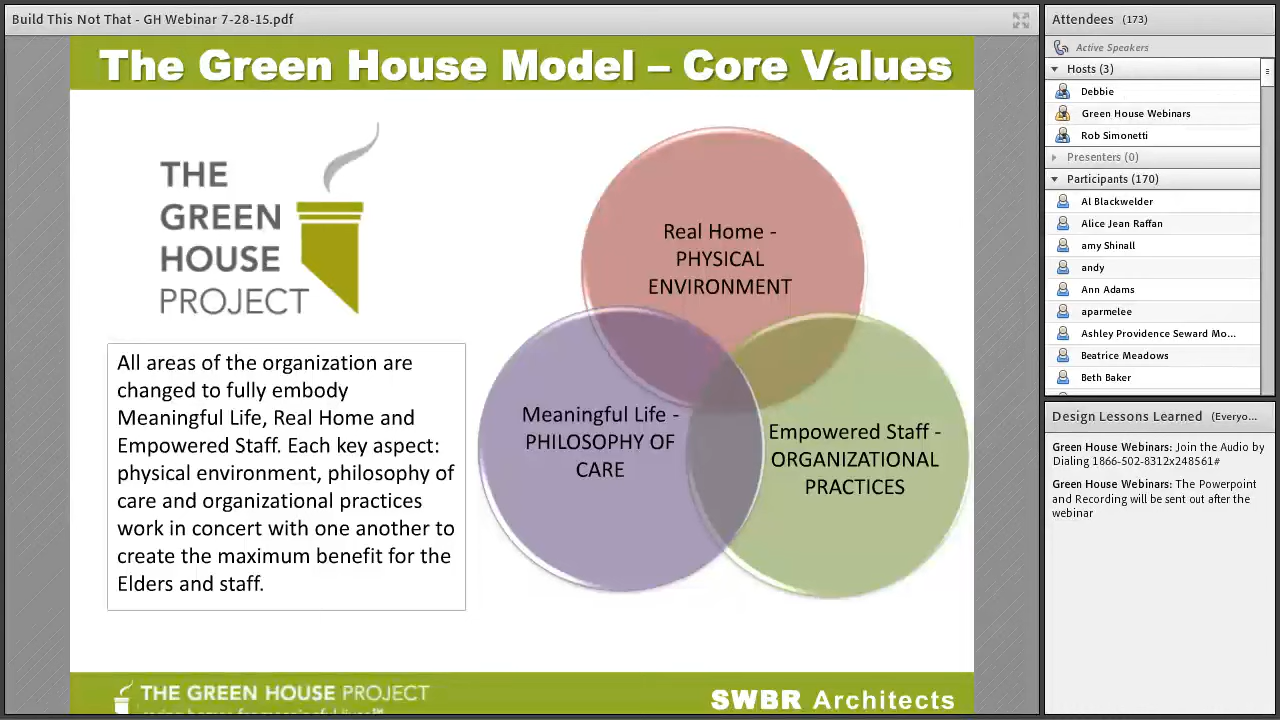 Build This Not That - GH Webinar 7-28-15.pdf
The Green House Model – Core Values
THE
GREEN
HOUSE
PROJECT
All areas of the organization are
changed to fully embody
Meaningful Life, Real Home and
Empowered Staff. Each key aspect:
physical environment, philosophy of
care and organizational practices
work in concert with one another to
create the maximum benefit for the
Elders and staff.
Real Home -
PHYSICAL
ENVIRONMENT
Meaningful Life -
PHILOSOPHY OF
CARE
Empowered Staff -
ORGANIZATIONAL
PRACTICES
THE GREEN HOUSE PROJECT
SWBR Architects
Attendees (173)
Active Speakers
Hosts (3)
Debbie
Green House Webinars
Rob Simonetti
Presenters (0)
Participants (170)
Al Blackwelder
Alice Jean Raffan
amy Shinall
andy
Ann Adams
aparmelee
Ashley Providence Seward Mo...
Beatrice Meadows
Beth Baker
Design Lessons Learned (Everyo...
Green House Webinars: Join the Audio by
Dialing 1866-502-8312x248561#
Green House Webinars: The Powerpoint
and Recording will be sent out after the
webinar